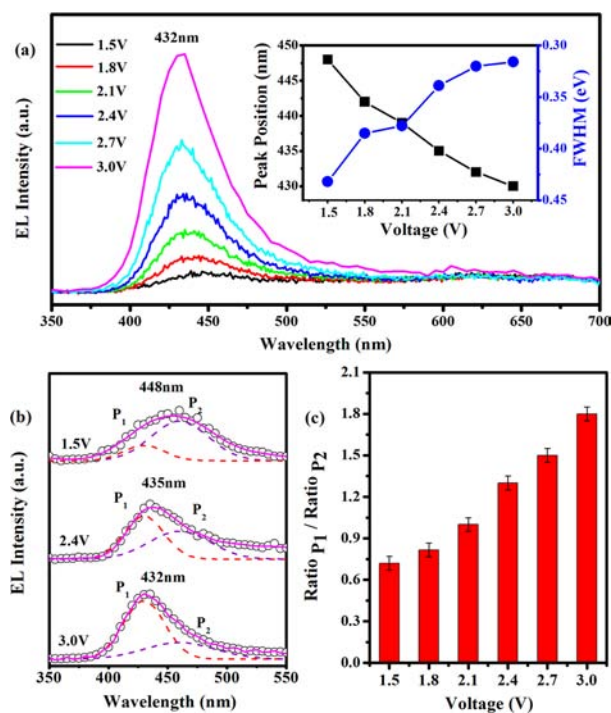 (a)
432nm
1.5V
1.8V
2.1V
2.4V
2.7V
3.0V
EL Intensity (a.u.)
350 400 450 500 550 600 650 700
Wavelength (nm)
Peak Position (nm)
450
445
440
435
430
1.5 1.8 2.1 2.4 2.7 3.0
Voltage (V)
0.30
0.35
0.40
0.45
FWHM (eV)
(b)
448nm
P1 P2
1.5V
435nm
P1 P2
2.4V
432nm
P1 P2
3.0V
EL Intensity (a.u.)
350 400 450 500 550
Wavelength (nm)
(c)
Ratio P1 / Ratio P2
2.1
1.8
1.5
1.2
0.9
0.6
0.3
0.0
1.5 1.8 2.1 2.4 2.7 3.0
Voltage (V)